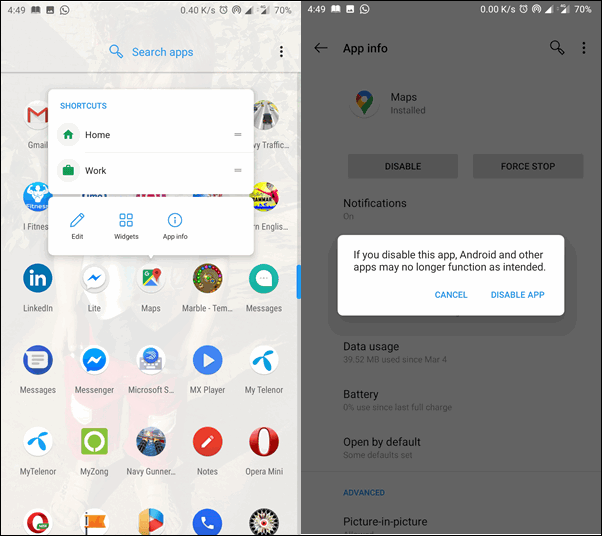 4:49
0.40 K/s
70%
Search apps
SHORTCUTS
Home
Work
Gmail
vy Traffic...
I Fitness
rn English...
Edit
Widgets
App info
LinkedIn
Lite
Maps
Marble - Tem...
Messages
Messages
Messenger
Microsoft S...
MX Player
My Telenor
MyTelenor
MyZong
Navy Gunner...
Notes
Opera Mini
4:49
0.00 K/s
70%
App info
Maps
Installed
DISABLE
FORCE STOP
Notifications
On
If you disable this app, Android and other
apps may no longer function as intended.
CANCEL
DISABLE APP
Data usage
39.52 MB used since Mar 4
Battery
0% use since last full charge
Open by default
Some defaults set
ADVANCED
Picture-in-picture